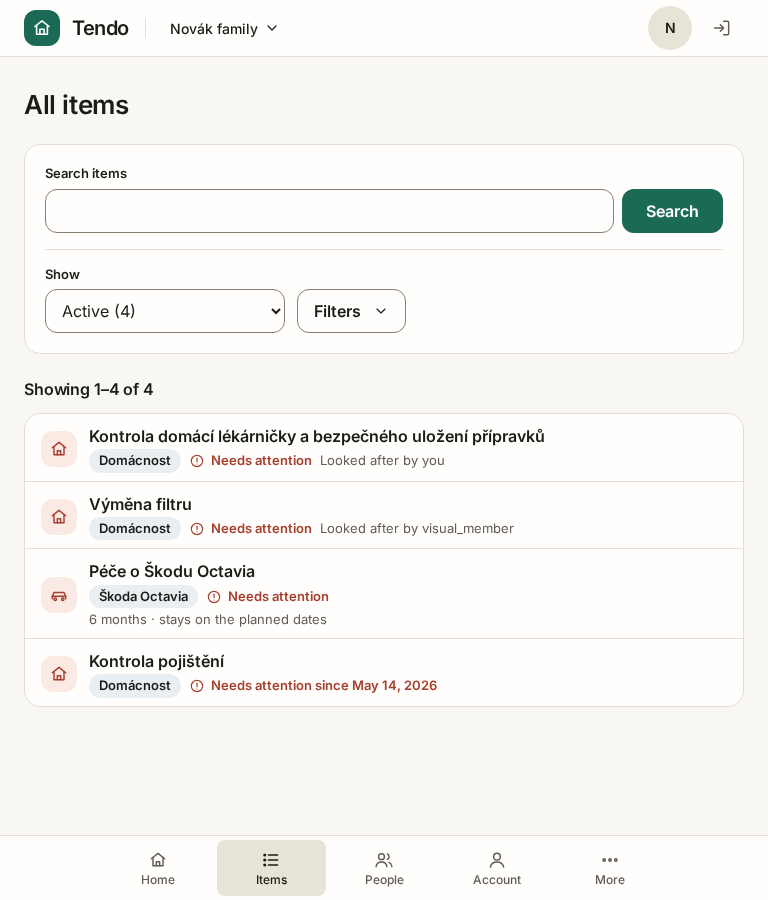 Tendo
Novák family
N
All items
Search items
Search
Show
Active (4)
Filters
Showing 1–4 of 4
Kontrola domácí lékárničky a bezpečného uložení přípravků
Domácnost Needs attention Looked after by you
Výměna filtru
Domácnost Needs attention Looked after by visual_member
Péče o Škodu Octavia
Škoda Octavia Needs attention
6 months · stays on the planned dates
Kontrola pojištění
Domácnost Needs attention since May 14, 2026
Home
Items
People
Account
More